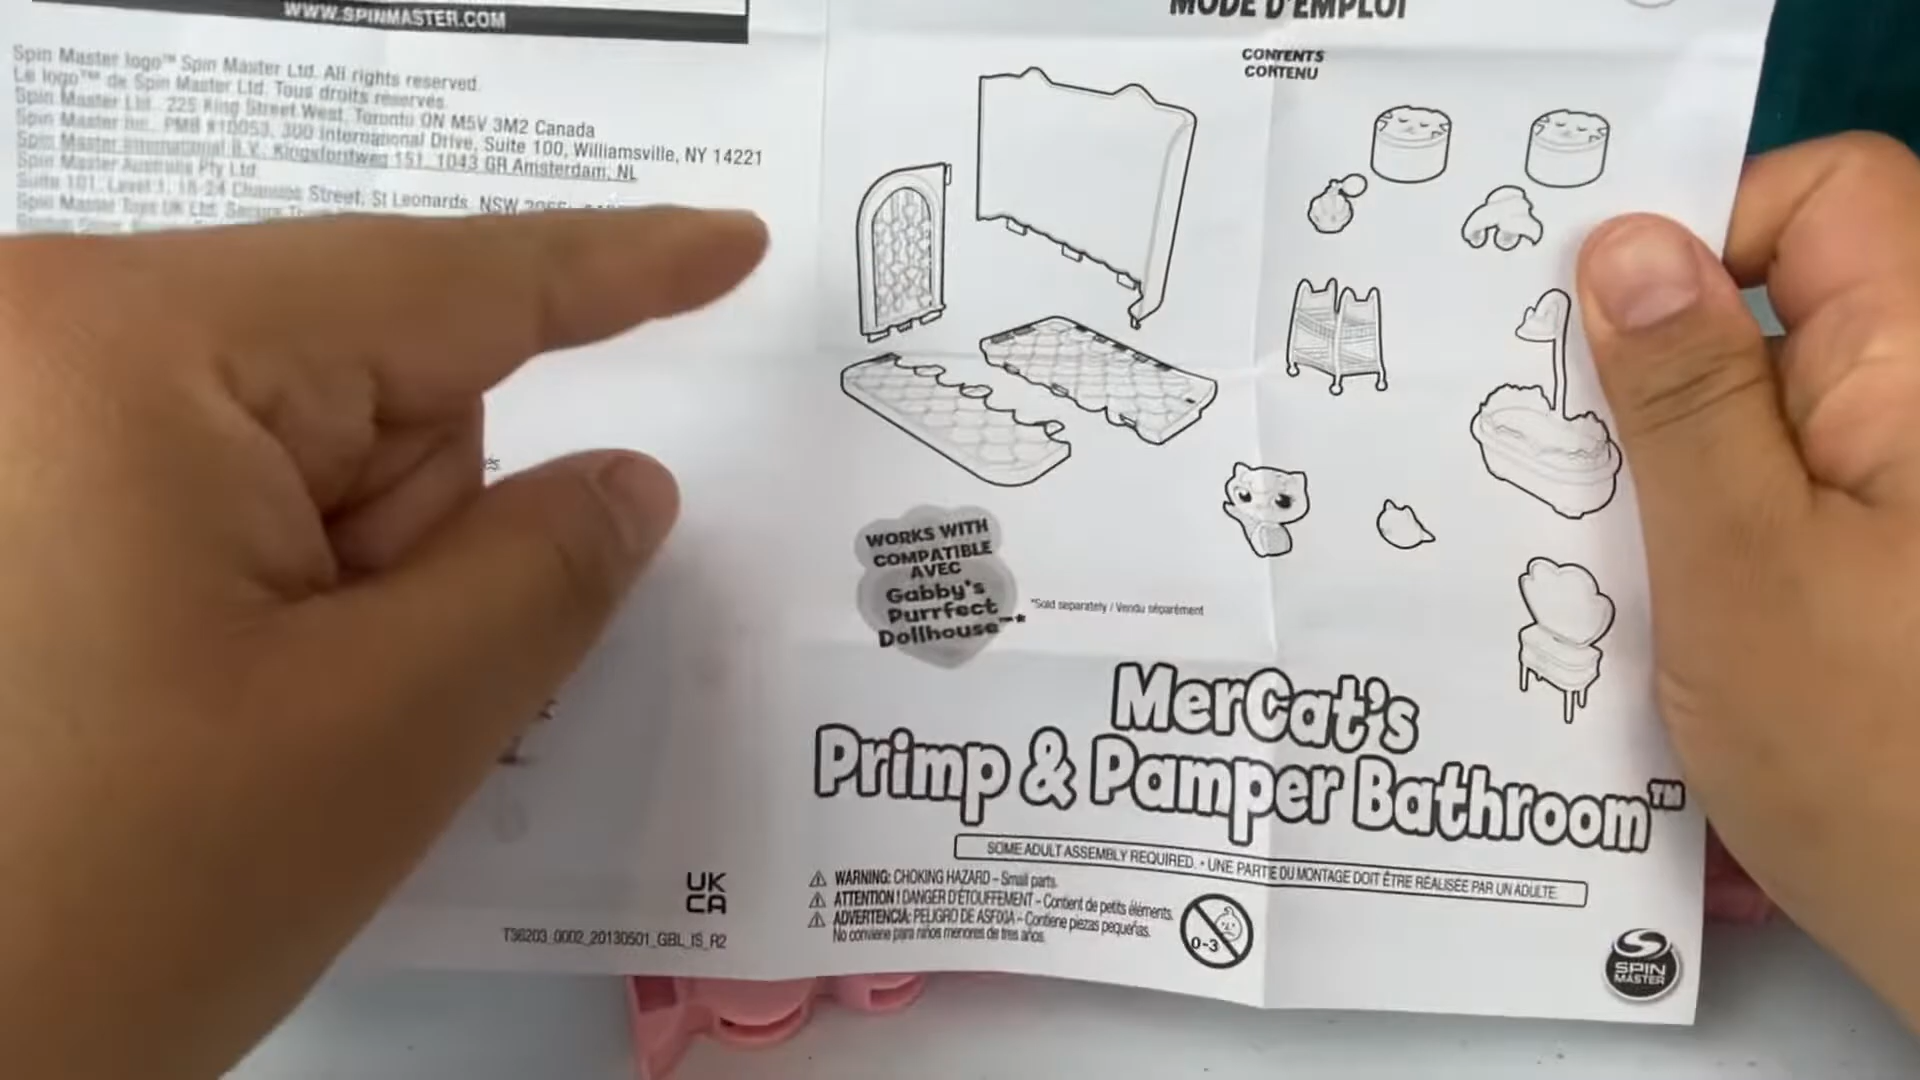 WWW.SPINMASTER.COM
Spin Master logo™ Spin Master Ltd. All rights reserved.
Le logo™ de Spin Master Ltd. Tous droits réservés.
Spin Master Ltd. 225 King Street West, Toronto ON M5V 3M2 Canada
Spin Master Inc., PMB #10053, 300 International Drive, Suite 100, Williamsville, NY 14221
Spin Master International B.V., Kingsfordweg 151, 1043 GR Amsterdam, NL
Spin Master Australia Pty Ltd
Suite 101, Level 1, 18-24 Chandos Street, St Leonards, NSW
Spin Master Toys UK Ltd,
UK
CA
T36203_0002_20130501_GBL_IS_R2
MODE D'EMPLOI
CONTENTS
CONTENU
WORKS WITH
COMPATIBLE
AVEC
Gabby's
Purrfect
Dollhouse™*
*Sold separately / Vendu séparément
MerCat's
Primp & Pamper Bathroom™
SOME ADULT ASSEMBLY REQUIRED. • UNE PARTIE DU MONTAGE DOIT ÊTRE RÉALISÉE PAR UN ADULTE.
WARNING: CHOKING HAZARD – Small parts.
ATTENTION ! DANGER D'ÉTOUFFEMENT – Contient de petits éléments.
ADVERTENCIA: PELIGRO DE ASFIXIA – Contiene piezas pequeñas.
No conviene para niños menores de tres años.
0-3
SPIN
MASTER